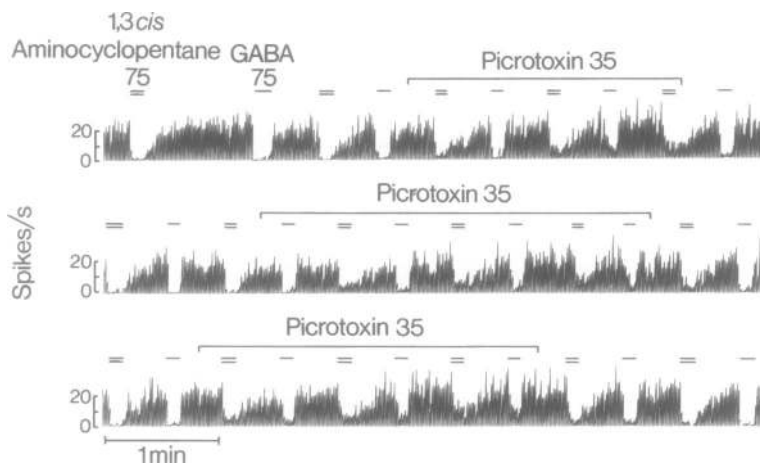 1,3 cis
Aminocyclopentane GABA
75 75
Picrotoxin 35
20
0
Picrotoxin 35
20
0
Spikes/s
Picrotoxin 35
20
0
1min